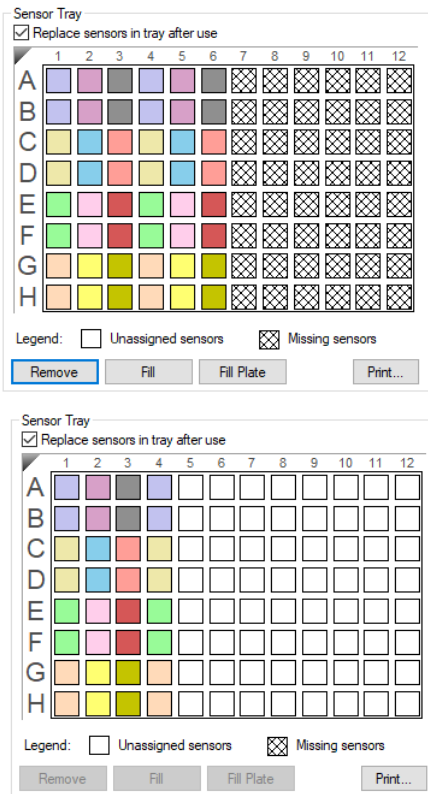 Sensor Tray
Replace sensors in tray after use
1 2 3 4 5 6 7 8 9 10 11 12
A
B
C
D
E
F
G
H
Legend: Unassigned sensors Missing sensors
Remove Fill Fill Plate Print...
Sensor Tray
Replace sensors in tray after use
1 2 3 4 5 6 7 8 9 10 11 12
A
B
C
D
E
F
G
H
Legend: Unassigned sensors Missing sensors
Remove Fill Fill Plate Print...